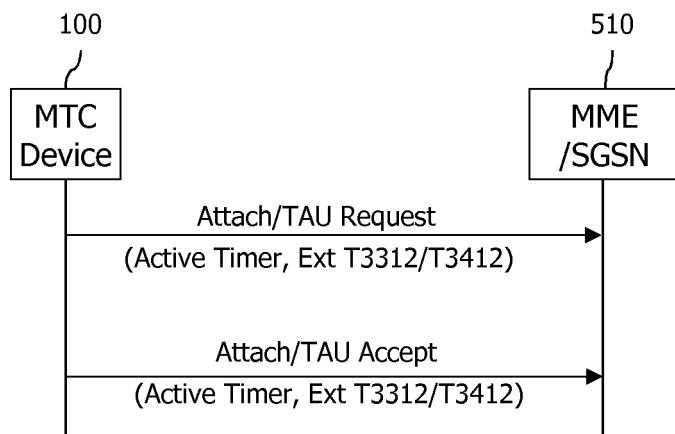 100
510
MTC
Device
MME
/SGSN
Attach/TAU Request
(Active Timer, Ext T3312/T3412)
Attach/TAU Accept
(Active Timer, Ext T3312/T3412)